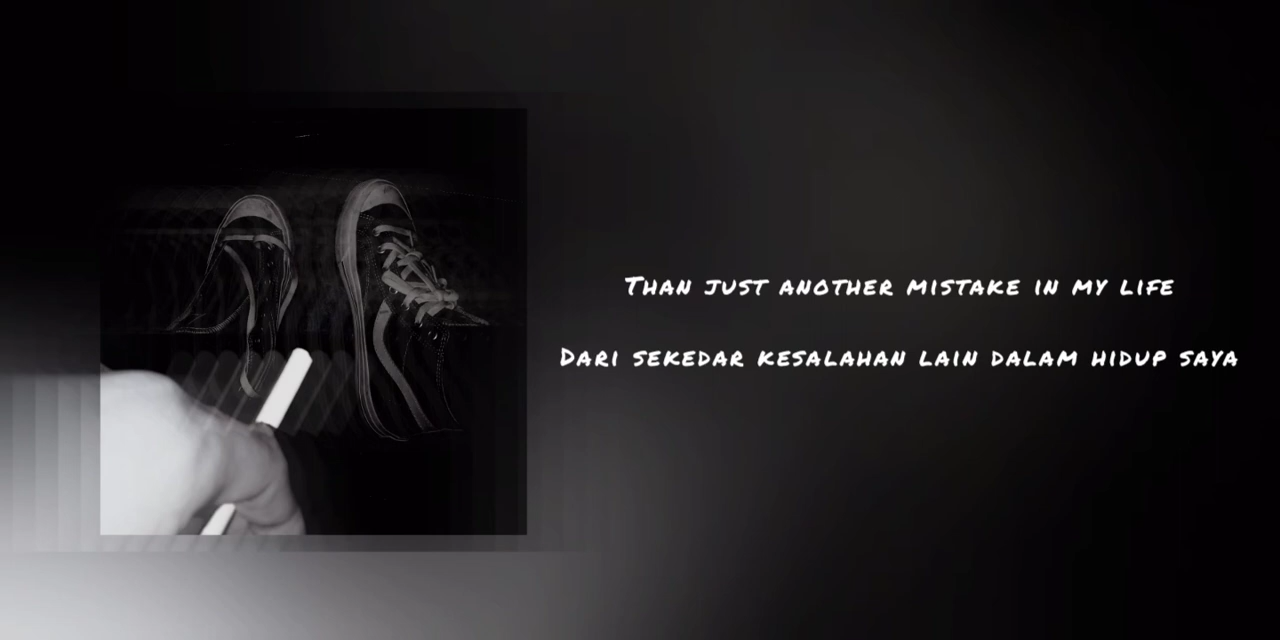 Than just another mistake in my life
Dari sekedar kesalahan lain dalam hidup saya